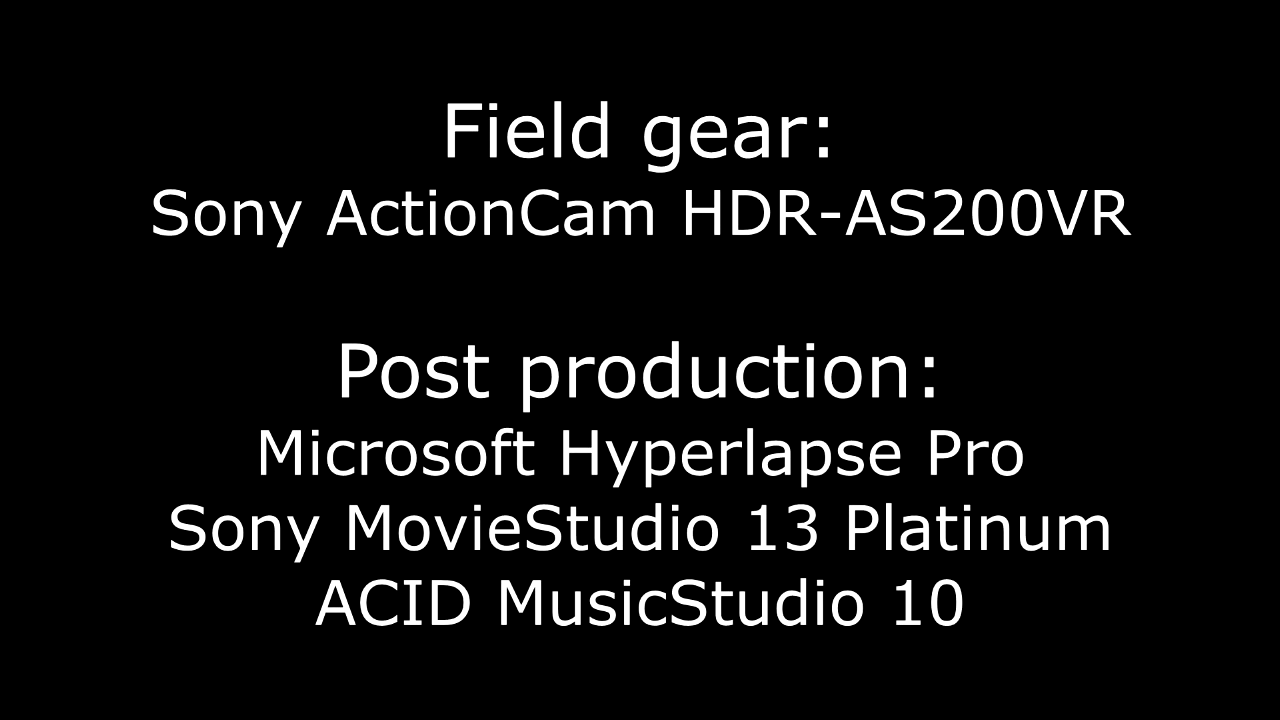 Field gear:
Sony ActionCam HDR-AS200VR
Post production:
Microsoft Hyperlapse Pro
Sony MovieStudio 13 Platinum
ACID MusicStudio 10